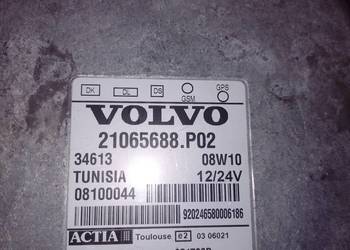 DK DL DS GSM GPS
VOLVO
21065688.P02
34613 08W10
TUNISIA 12/24V
08100044
920246580006186
ACTIA Toulouse e2 03 06021